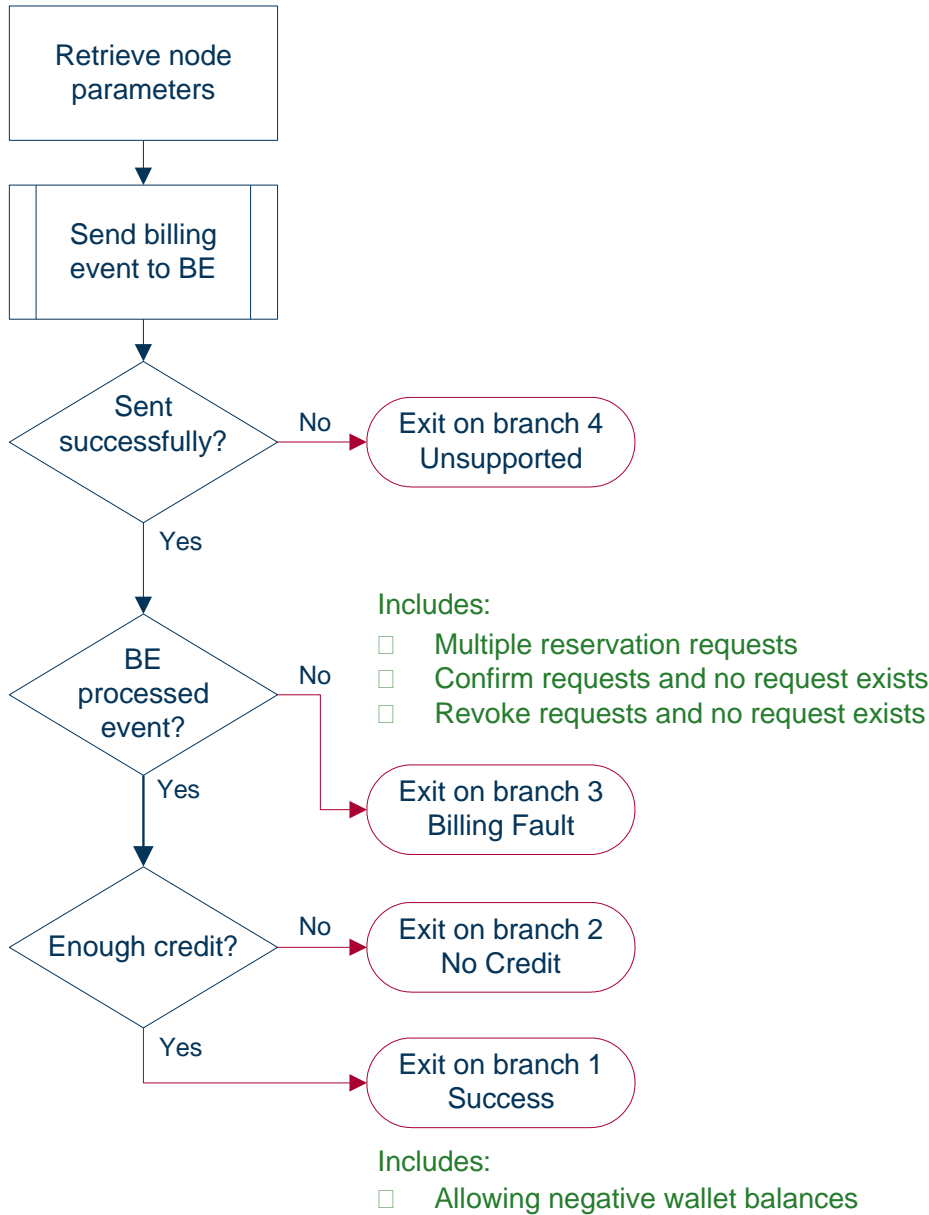 Retrieve node
parameters
Send billing
event to BE
Sent
successfully?
No
Exit on branch 4
Unsupported
Yes
Includes:
□ Multiple reservation requests
□ Confirm requests and no request exists
□ Revoke requests and no request exists
BE
processed
event?
No
Yes
Exit on branch 3
Billing Fault
Enough credit?
No
Exit on branch 2
No Credit
Yes
Exit on branch 1
Success
Includes:
□ Allowing negative wallet balances